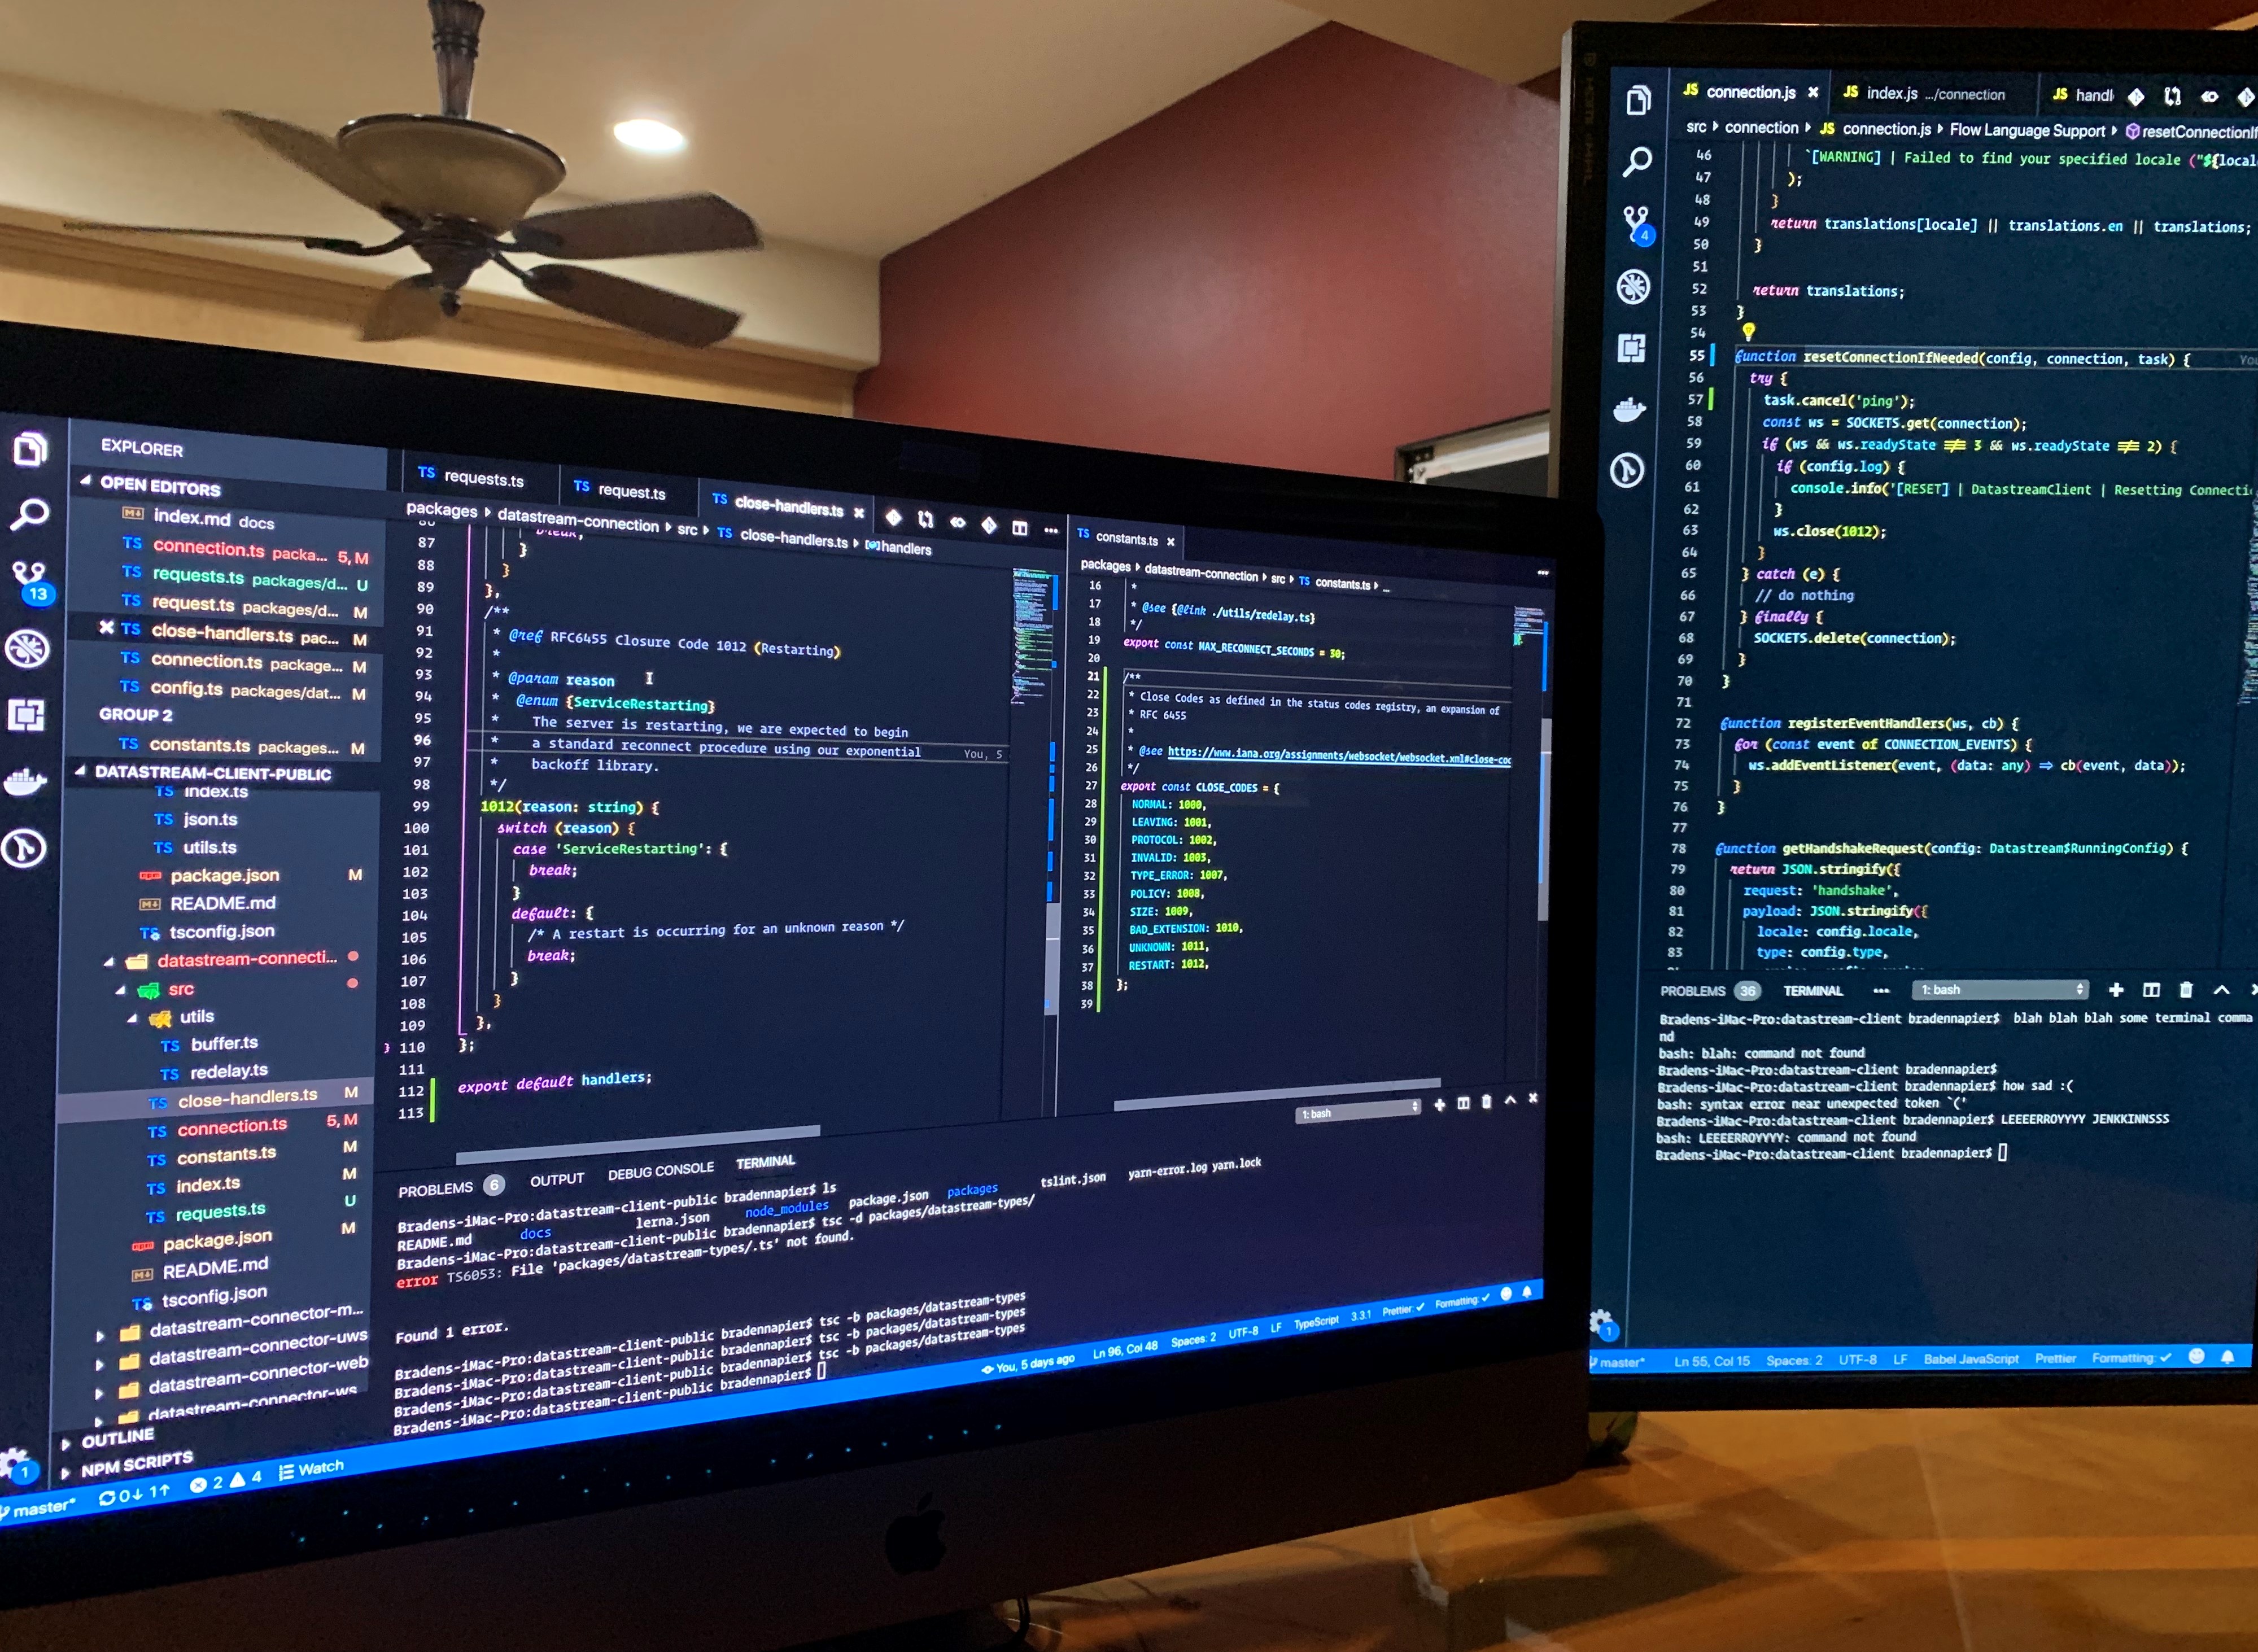 EXPLORER
OPEN EDITORS
index.md docs
TS connection.ts packa... 5, M
TS requests.ts packages/d... U
TS request.ts packages/d... M
TS close-handlers.ts pac... M
TS connection.ts package... M
TS config.ts packages/dat... M
GROUP 2
TS constants.ts packages... M
13
DATASTREAM-CLIENT-PUBLIC
TS index.ts
TS json.ts
TS utils.ts
package.json M
README.md
tsconfig.json
datastream-connecti...
src
utils
TS buffer.ts
TS redelay.ts
TS close-handlers.ts M
TS connection.ts 5, M
TS constants.ts M
TS index.ts M
TS requests.ts U
package.json M
README.md
tsconfig.json
datastream-connector-m...
datastream-connector-uws
datastream-connector-web
datastream-connector-ws
OUTLINE
NPM SCRIPTS
1
master* 0↓ 1↑ 2 4 Watch
TS requests.ts TS request.ts TS close-handlers.ts
packages datastream-connection src TS close-handlers.ts handlers
break;
87 }
88 }
89 },
90 /**
91 * @ref RFC6455 Closure Code 1012 (Restarting)
92 *
93 * @param reason
94 * @enum {ServiceRestarting}
95 * The server is restarting, we are expected to begin
96 * a standard reconnect procedure using our exponential You, 5
97 * backoff library.
98 */
99 1012(reason: string) {
100 switch (reason) {
101 case 'ServiceRestarting': {
102 break;
103 }
104 default: {
105 /* A restart is occurring for an unknown reason */
106 break;
107 }
108 }
109 },
110 };
111
112 export default handlers;
113
TS constants.ts
packages datastream-connection src TS constants.ts ...
16 *
17 * @see {@link ./utils/redelay.ts}
18 */
19 export const MAX_RECONNECT_SECONDS = 30;
20
21 /**
22 * Close Codes as defined in the status codes registry, an expansion of
23 * RFC 6455
24 *
25 * @see https://www.iana.org/assignments/websocket/websocket.xml#close-coc
26 */
27 export const CLOSE_CODES = {
28 NORMAL: 1000,
29 LEAVING: 1001,
30 PROTOCOL: 1002,
31 INVALID: 1003,
32 TYPE_ERROR: 1007,
33 POLICY: 1008,
34 SIZE: 1009,
35 BAD_EXTENSION: 1010,
36 UNKNOWN: 1011,
37 RESTART: 1012,
38 };
39
PROBLEMS 6 OUTPUT DEBUG CONSOLE TERMINAL 1: bash
Bradens-iMac-Pro:datastream-client-public bradennapier$ ls
README.md docs lerna.json node_modules package.json packages tslint.json yarn-error.log yarn.lock
Bradens-iMac-Pro:datastream-client-public bradennapier$ tsc -d packages/datastream-types/
error TS6053: File 'packages/datastream-types/.ts' not found.
Found 1 error.
Bradens-iMac-Pro:datastream-client-public bradennapier$ tsc -b packages/datastream-types
Bradens-iMac-Pro:datastream-client-public bradennapier$ tsc -b packages/datastream-types
Bradens-iMac-Pro:datastream-client-public bradennapier$ tsc -b packages/datastream-types
Bradens-iMac-Pro:datastream-client-public bradennapier$
You, 5 days ago Ln 96, Col 48 Spaces: 2 UTF-8 LF TypeScript 3.3.1 Prettier: ✓ Formatting: ✓
JS connection.js JS index.js .../connection JS handl
src connection JS connection.js Flow Language Support resetConnectionIf
46 `[WARNING] | Failed to find your specified locale ("${local
47 );
48 }
49 return translations[locale] || translations.en || translations;
50 }
51
52 return translations;
53 }
54
55 function resetConnectionIfNeeded(config, connection, task) { You
56 try {
57 task.cancel('ping');
58 const ws = SOCKETS.get(connection);
59 if (ws && ws.readyState !== 3 && ws.readyState !== 2) {
60 if (config.log) {
61 console.info('[RESET] | DatastreamClient | Resetting Connecti
62 }
63 ws.close(1012);
64 }
65 } catch (e) {
66 // do nothing
67 } finally {
68 SOCKETS.delete(connection);
69 }
70 }
71
72 function registerEventHandlers(ws, cb) {
73 for (const event of CONNECTION_EVENTS) {
74 ws.addEventListener(event, (data: any) => cb(event, data));
75 }
76 }
77
78 function getHandshakeRequest(config: Datastream$RunningConfig) {
79 return JSON.stringify({
80 request: 'handshake',
81 payload: JSON.stringify({
82 locale: config.locale,
83 type: config.type,
4
PROBLEMS 36 TERMINAL ... 1: bash
Bradens-iMac-Pro:datastream-client bradennapier$ blah blah blah some terminal comma
nd
bash: blah: command not found
Bradens-iMac-Pro:datastream-client bradennapier$
Bradens-iMac-Pro:datastream-client bradennapier$ how sad :(
bash: syntax error near unexpected token `('
Bradens-iMac-Pro:datastream-client bradennapier$ LEEEERROYYYY JENKKINNSSS
bash: LEEEERROYYYY: command not found
Bradens-iMac-Pro:datastream-client bradennapier$
1
master* Ln 55, Col 15 Spaces: 2 UTF-8 LF Babel JavaScript Prettier Formatting: ✓